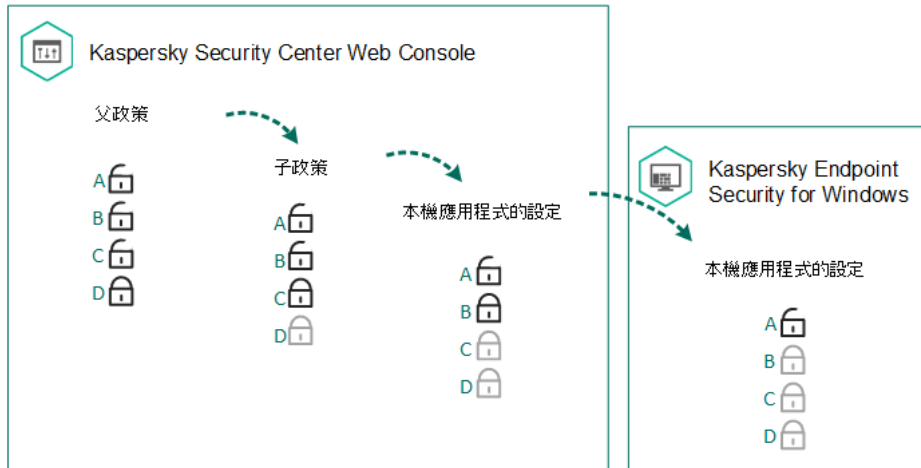 Kaspersky Security Center Web Console
父政策
A
B
C
D
子政策
A
B
C
D
本機應用程式的設定
A
B
C
D
Kaspersky Endpoint
Security for Windows
本機應用程式的設定
A
B
C
D